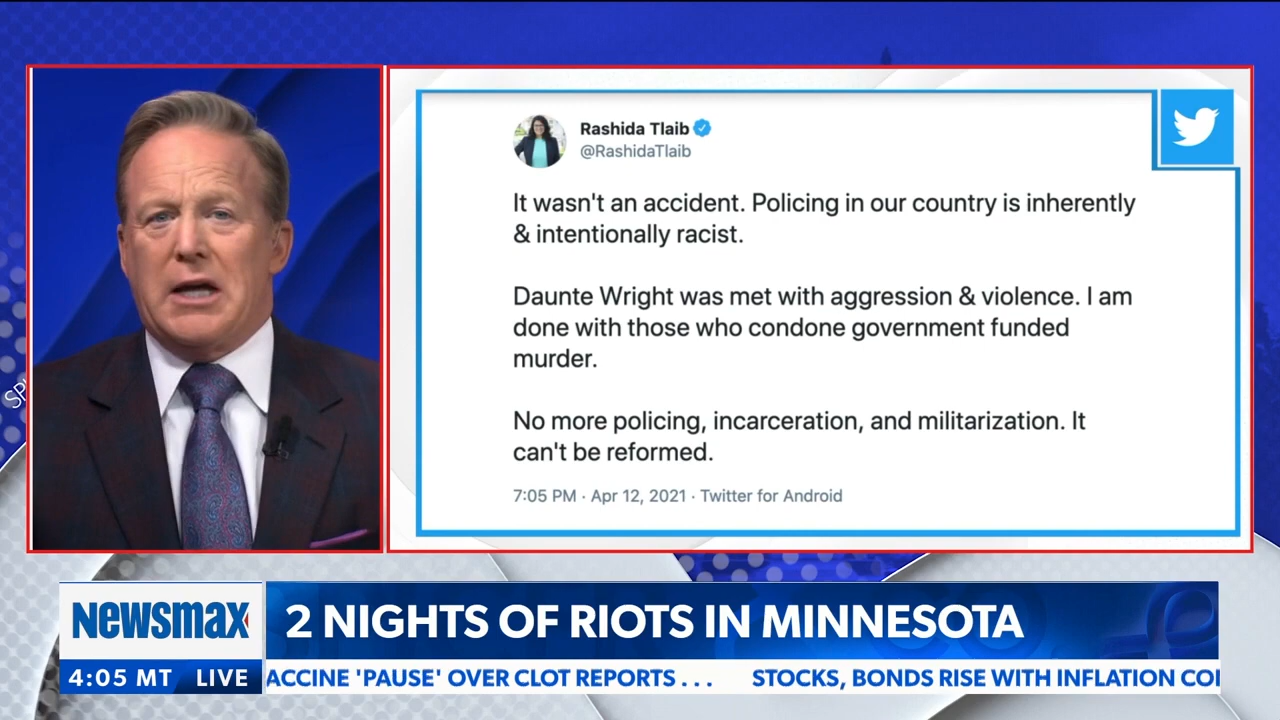 Rashida Tlaib
@RashidaTlaib
It wasn't an accident. Policing in our country is inherently
& intentionally racist.
Daunte Wright was met with aggression & violence. I am
done with those who condone government funded
murder.
No more policing, incarceration, and militarization. It
can't be reformed.
7:05 PM · Apr 12, 2021 · Twitter for Android
SPI
NEWSMAX
2 NIGHTS OF RIOTS IN MINNESOTA
4:05 MT LIVE
ACCINE 'PAUSE' OVER CLOT REPORTS . . . STOCKS, BONDS RISE WITH INFLATION CO